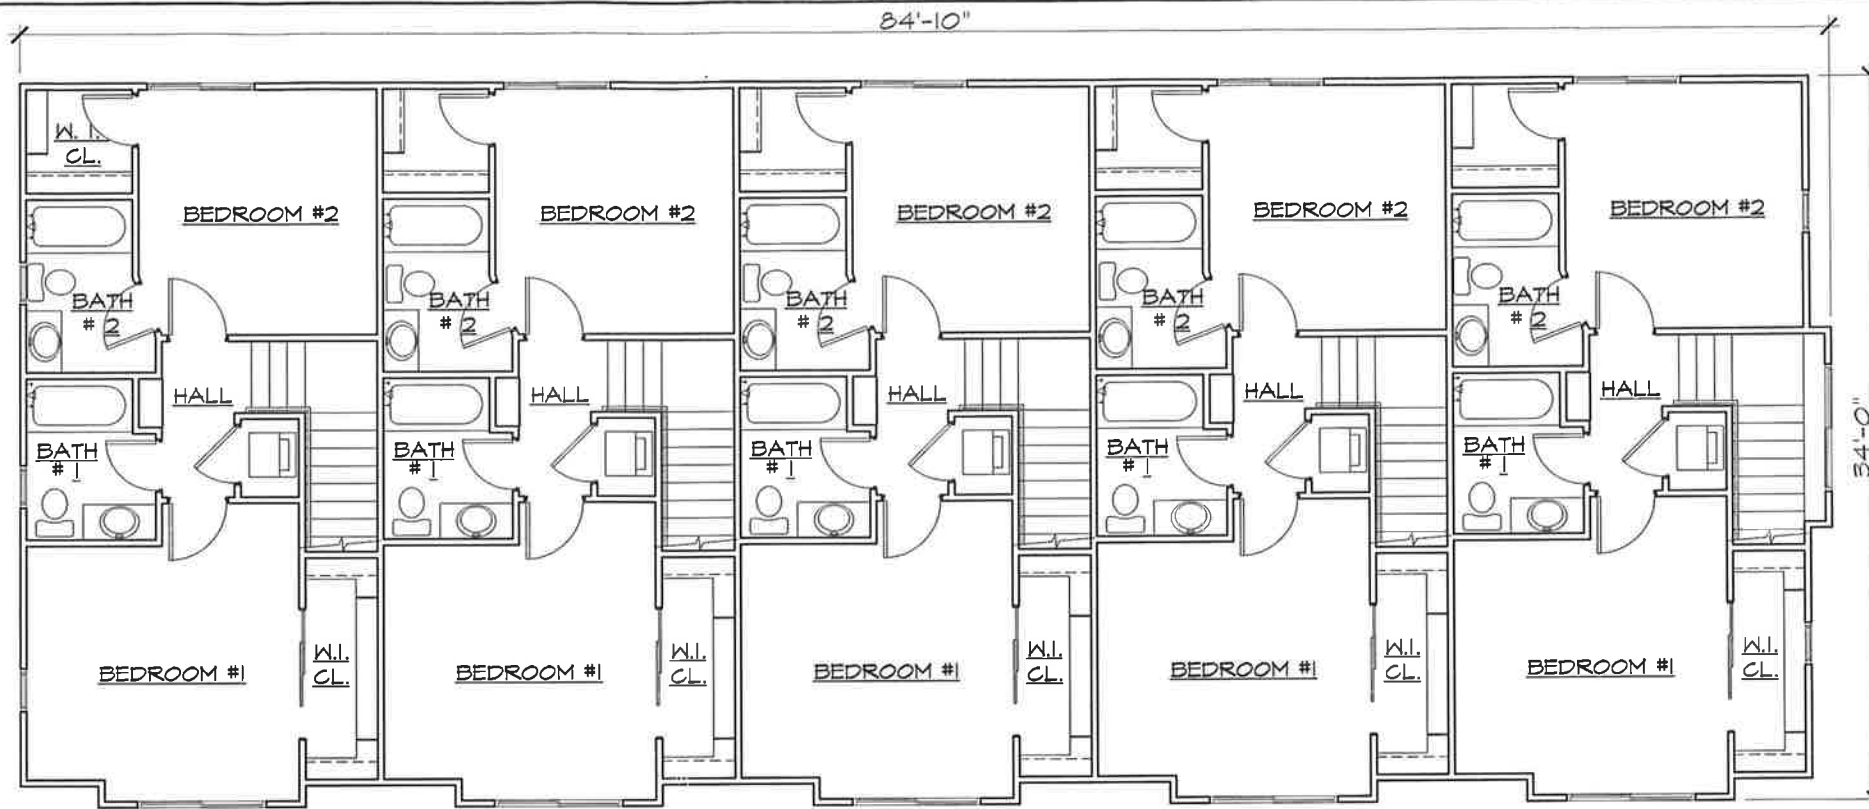 84'-10"
W. I.
CL.
BEDROOM #2
BEDROOM #2
BEDROOM #2
BEDROOM #2
BEDROOM #2
BATH
# 2
BATH
# 2
BATH
# 2
BATH
# 2
BATH
# 2
HALL
HALL
HALL
HALL
HALL
34'-0"
BATH
# 1
BATH
# 1
BATH
# 1
BATH
# 1
BATH
# 1
BEDROOM #1
W.I.
CL.
BEDROOM #1
W.I.
CL.
BEDROOM #1
W.I.
CL.
BEDROOM #1
W.I.
CL.
BEDROOM #1
W.I.
CL.